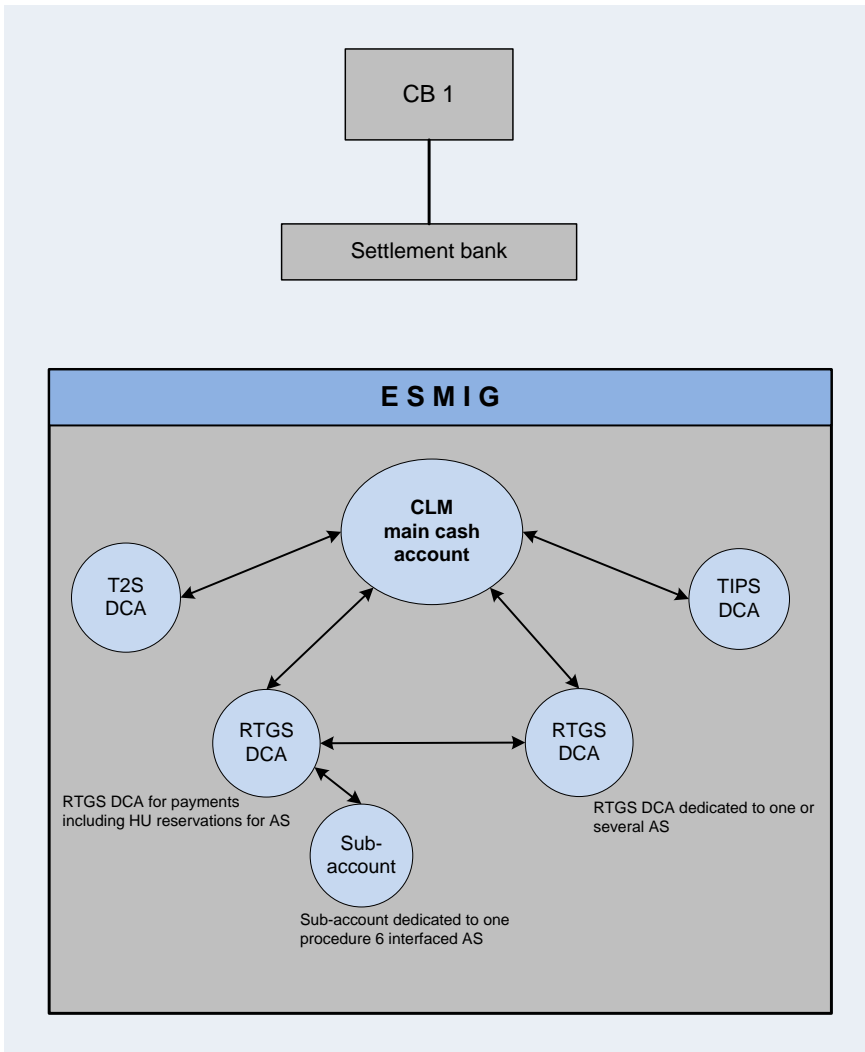 CB 1
Settlement bank
E S M I G
CLM
main cash
account
T2S
DCA
TIPS
DCA
RTGS
DCA
RTGS
DCA
RTGS DCA for payments
including HU reservations for AS
RTGS DCA dedicated to one or
several AS
Sub-
account
Sub-account dedicated to one
procedure 6 interfaced AS